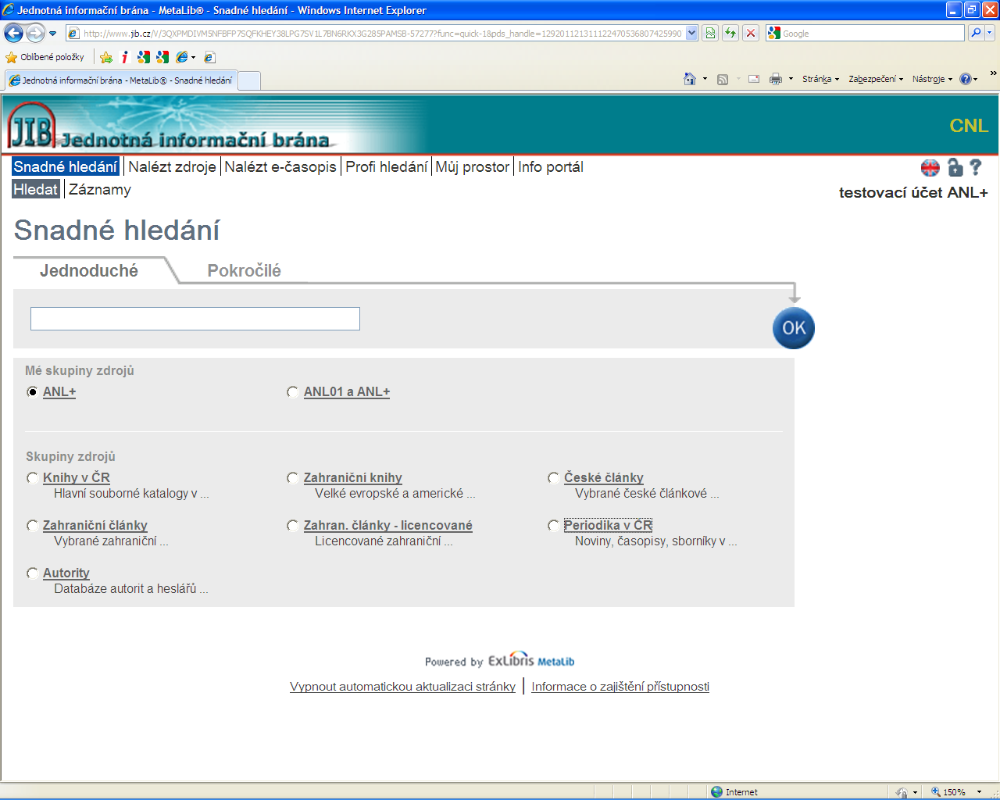 Jednotná informační brána - MetaLib® - Snadné hledání - Windows Internet Explorer
http://www.jib.cz/V/3QXPMDIVM5NFBFP7SQFKHEY38LPG7SV1L7BN6RKX3G285PAMSB-57277?func=quick-1&pds_handle=129201121311122470536807425990
Google
Oblíbené položky
Jednotná informační brána - MetaLib® - Snadné hledání
Stránka
Zabezpečení
Nástroje
JIB Jednotná informační brána
CNL
Snadné hledání Nalézt zdroje Nalézt e-časopis Profi hledání Můj prostor Info portál
Hledat Záznamy
testovací účet ANL+
Snadné hledání
Jednoduché Pokročilé
OK
Mé skupiny zdrojů
ANL+ ANL01 a ANL+
Skupiny zdrojů
Knihy v ČR Zahraniční knihy České články
Hlavní souborné katalogy v ... Velké evropské a americké ... Vybrané české článkové ...
Zahraniční články Zahran. články - licencované Periodika v ČR
Vybrané zahraniční ... Licencované zahraniční ... Noviny, časopisy, sborníky v ...
Autority
Databáze autorit a heslářů ...
Powered by ExLibris MetaLib
Vypnout automatickou aktualizaci stránky | Informace o zajištění přístupnosti
Internet
150%